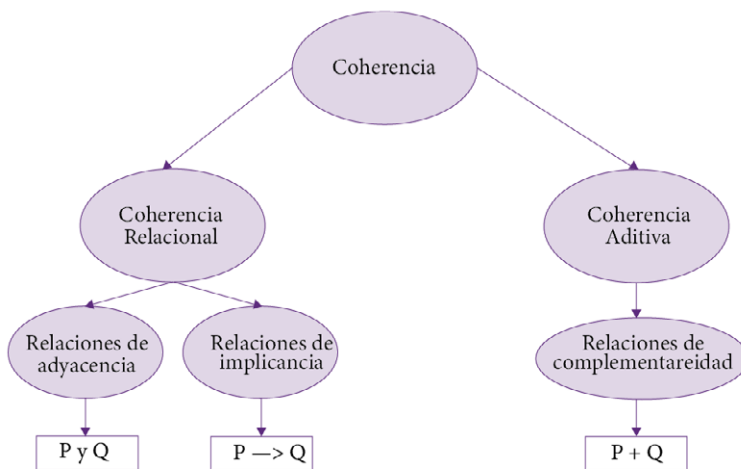 Coherencia
Coherencia
Relacional
Coherencia
Aditiva
Relaciones de
adyacencia
Relaciones de
implicancia
Relaciones de
complementareidad
P y Q
P —> Q
P + Q